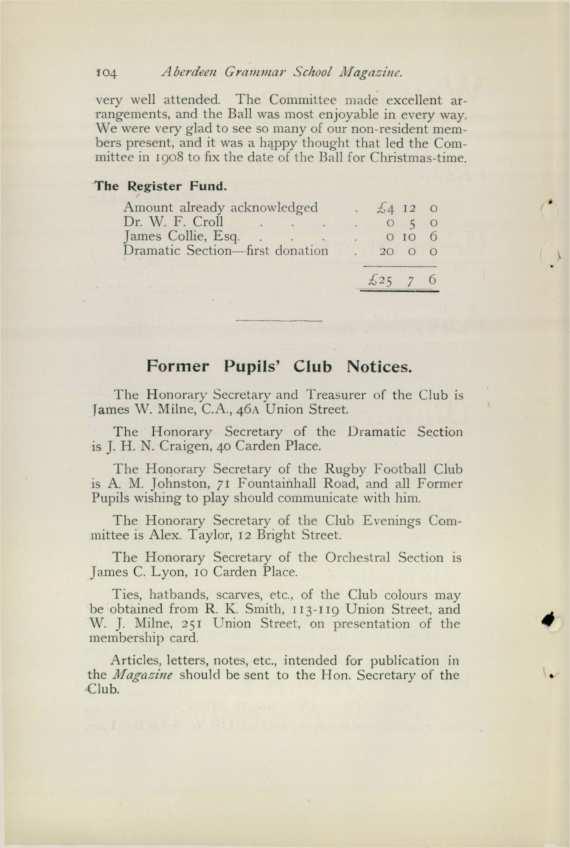 104 Aberdeen Grammar School Magazine.
very well attended. The Committee made excellent ar-
rangements, and the Ball was most enjoyable in every way.
We were very glad to see so many of our non-resident mem-
bers present, and it was a happy thought that led the Com-
mittee in 1908 to fix the date of the Ball for Christmas-time.
The Register Fund.
Amount already acknowledged . £4 12 0
Dr. W. F. Croll . . . . 0 5 0
James Collie, Esq. . . . . 0 10 6
Dramatic Section—first donation . 20 0 0
£25 7 6
Former Pupils' Club Notices.
The Honorary Secretary and Treasurer of the Club is
James W. Milne, C.A., 46A Union Street.
The Honorary Secretary of the Dramatic Section
is J. H. N. Craigen, 40 Carden Place.
The Honorary Secretary of the Rugby Football Club
is A. M. Johnston, 71 Fountainhall Road, and all Former
Pupils wishing to play should communicate with him.
The Honorary Secretary of the Club Evenings Com-
mittee is Alex. Taylor, 12 Bright Street.
The Honorary Secretary of the Orchestral Section is
James C. Lyon, 10 Carden Place.
Ties, hatbands, scarves, etc., of the Club colours may
be obtained from R. K. Smith, 113-119 Union Street, and
W. J. Milne, 251 Union Street, on presentation of the
membership card.
Articles, letters, notes, etc., intended for publication in
the Magazine should be sent to the Hon. Secretary of the
Club.